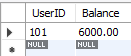 UserID Balance
101 6000.00
NULL NULL